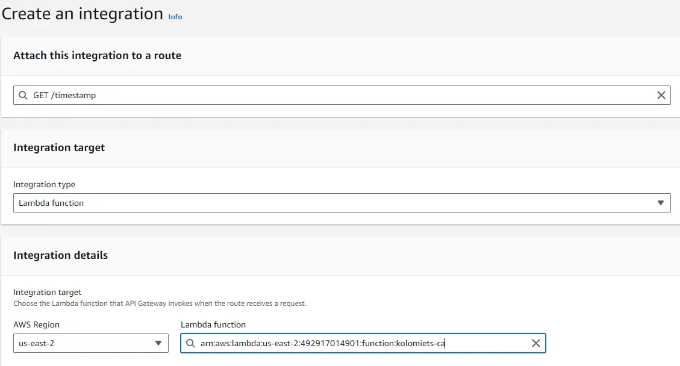 Create an integration Info
Attach this integration to a route
GET /timestamp
Integration target
Integration type
Lambda function
Integration details
Integration target
Choose the Lambda function that API Gateway invokes when the route receives a request.
AWS Region
Lambda function
us-east-2
arn:aws:lambda:us-east-2:492917014901:function:kolomiets-ca